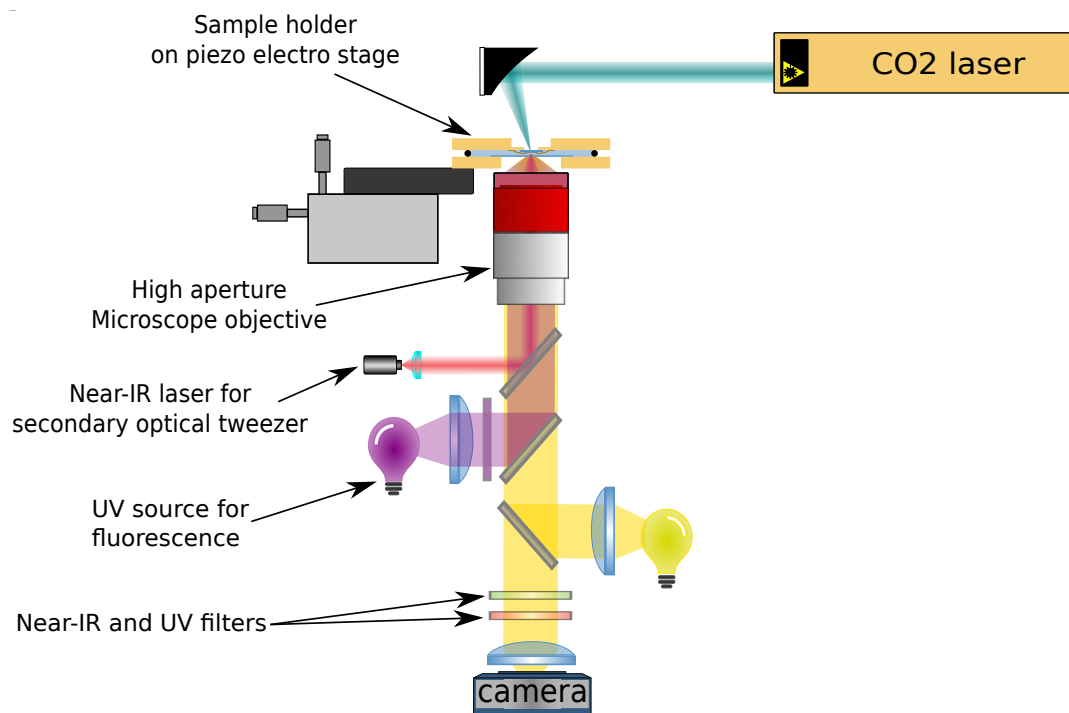 Sample holder
on piezo electro stage
CO2 laser
High aperture
Microscope objective
Near-IR laser for
secondary optical tweezer
UV source for
fluorescence
Near-IR and UV filters
camera